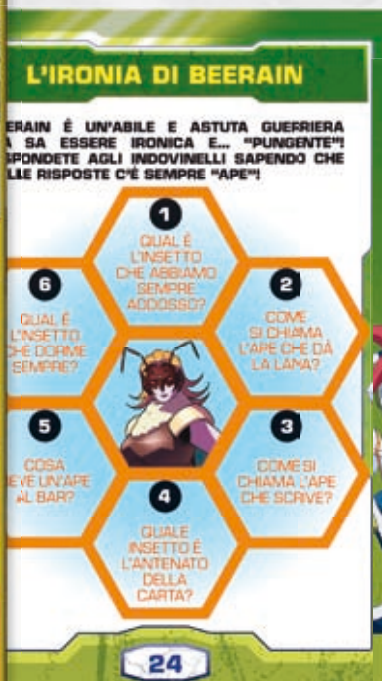 L'IRONIA DI BEERAIN
ERAIN È UN'ABILE E ASTUTA GUERRIERA
A SA ESSERE IRONICA E... "PUNGENTE"!
SPONDETE AGLI INDOVINELLI SAPENDO CHE
LLE RISPOSTE C'È SEMPRE "APE"!
1
QUAL È
L'INSETTO
CHE ABBIAMO
SEMPRE
ADDOSSO?
2
COME
SI CHIAMA
L'APE CHE DÀ
LA LANA?
3
COME SI
CHIAMA L'APE
CHE SCRIVE?
4
QUALE
INSETTO È
L'ANTENATO
DELLA
CARTA?
5
COSA
EVE UN'APE
AL BAR?
6
QUAL È
L'INSETTO
CHE DORME
SEMPRE?
24